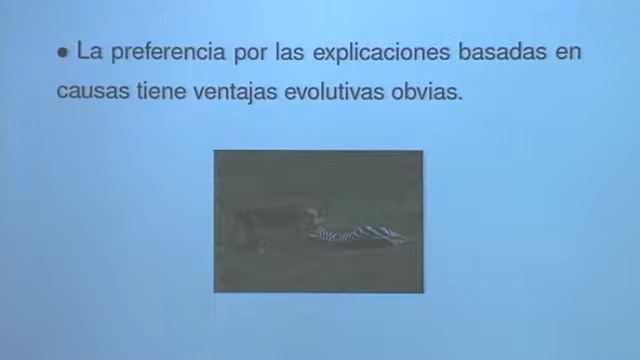 ● La preferencia por las explicaciones basadas en
causas tiene ventajas evolutivas obvias.